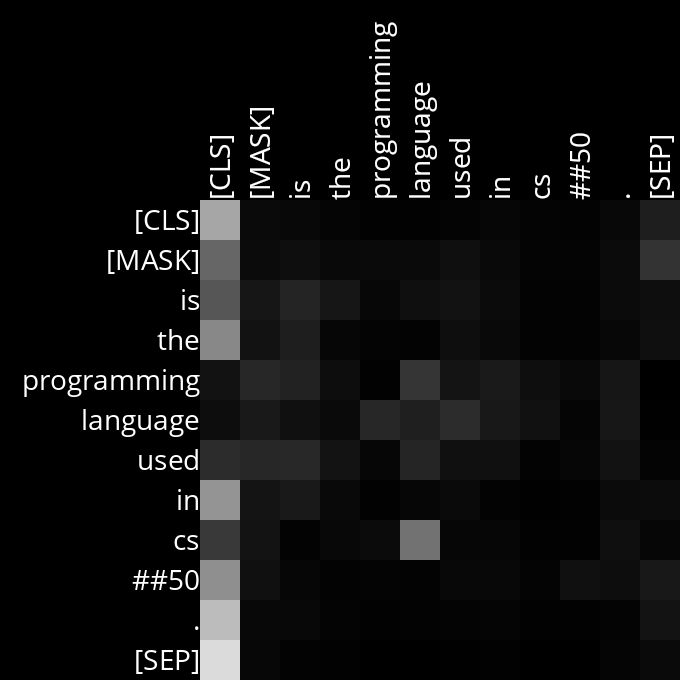 [CLS]
[MASK]
is
the
programming
language
used
in
cs
##50
.
[SEP]
[CLS]
[MASK]
is
the
programming
language
used
in
cs
##50
.
[SEP]